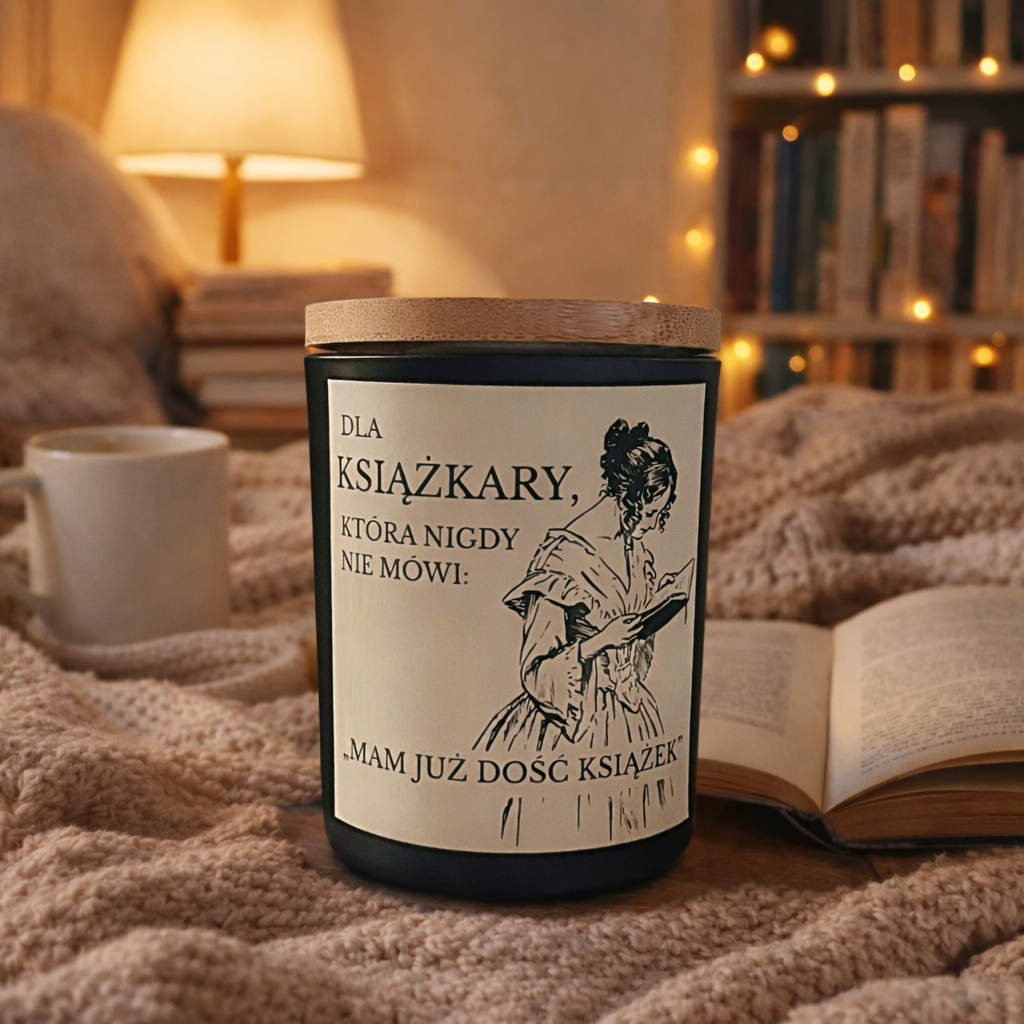 DLA
KSIĄŻKARY,
KTÓRA NIGDY
NIE MÓWI:
„MAM JUŻ DOŚĆ KSIĄŻEK”